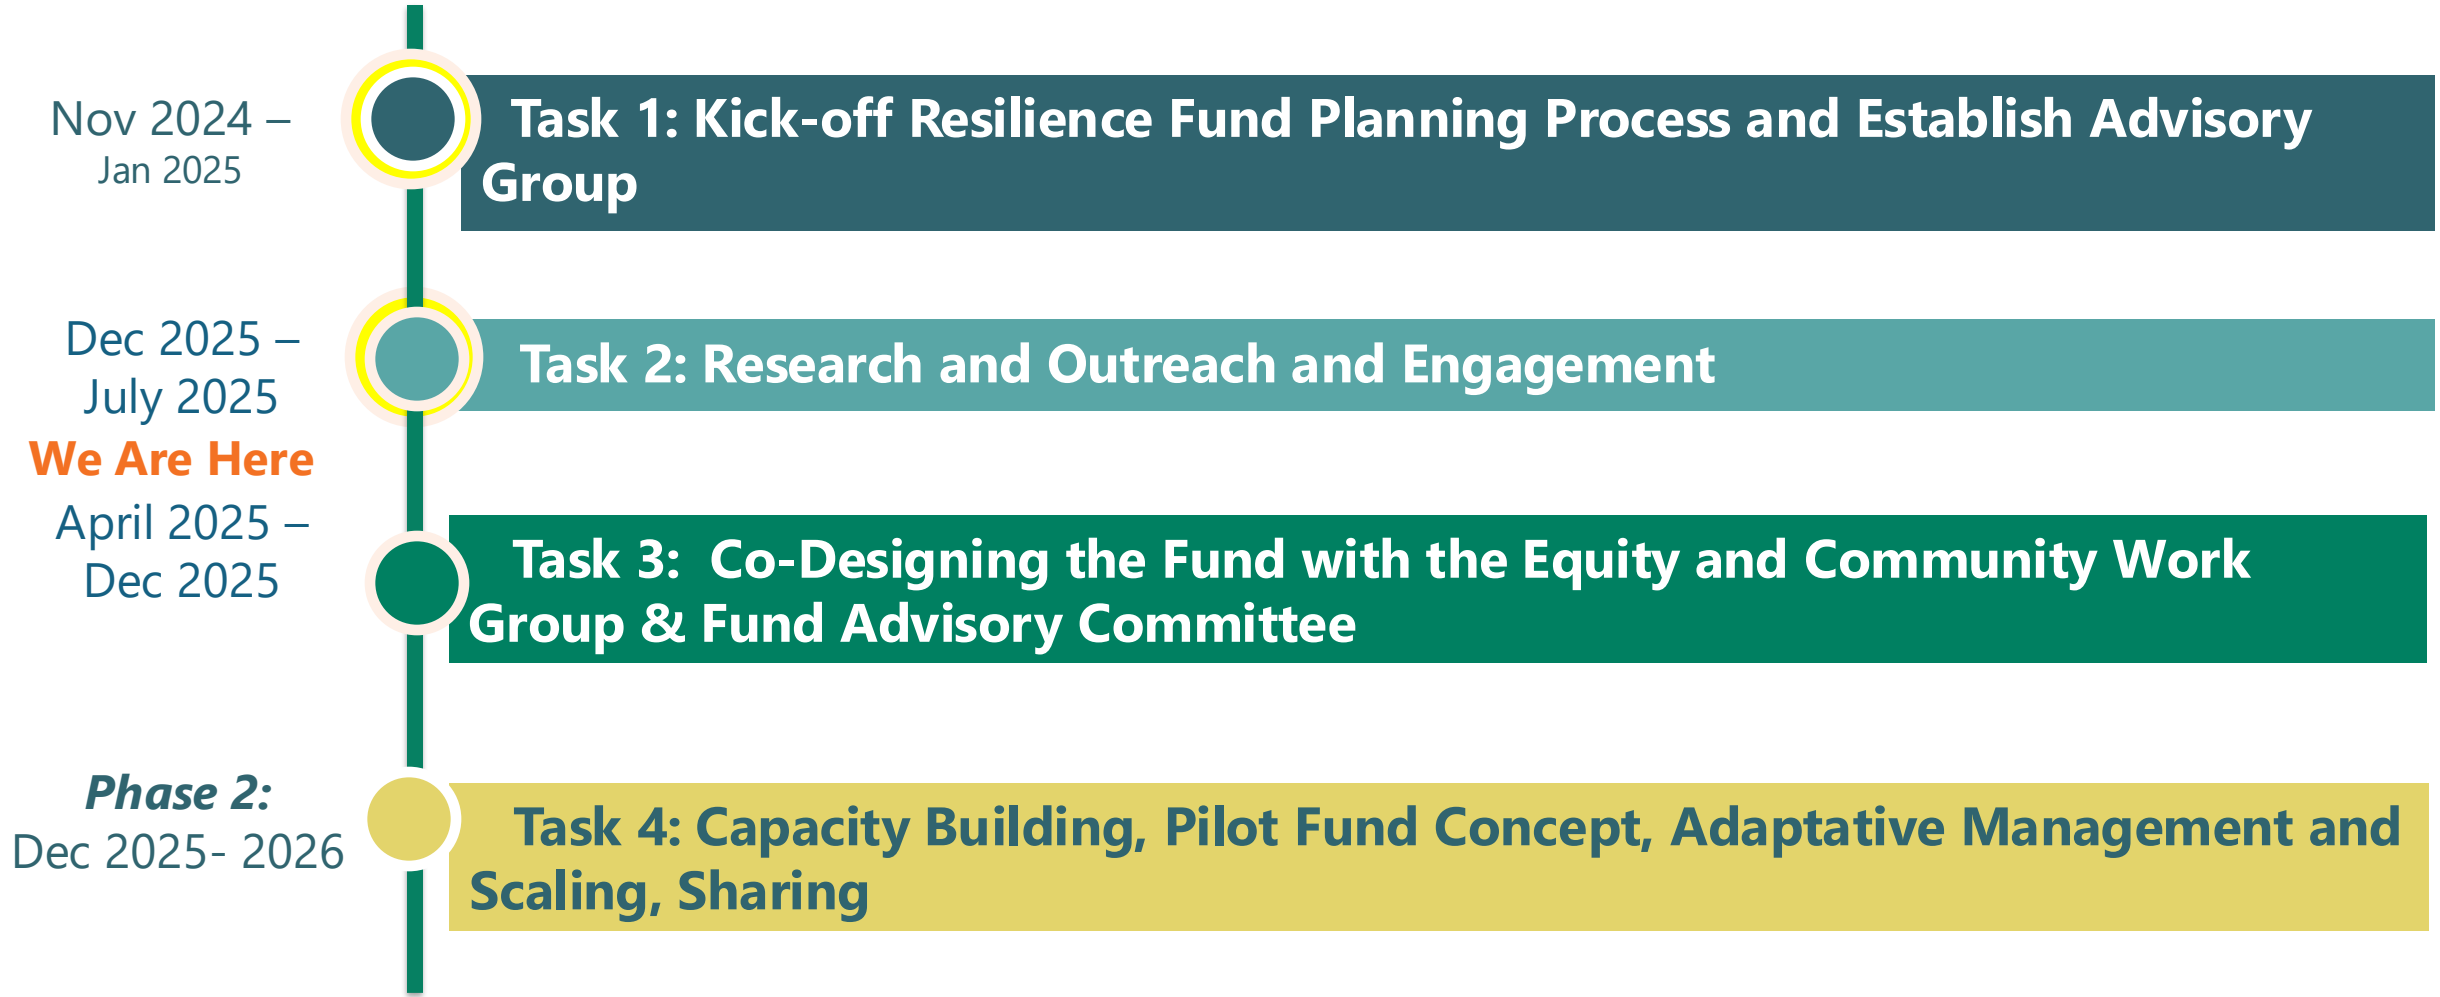 Nov 2024 –
Jan 2025
Task 1: Kick-off Resilience Fund Planning Process and Establish Advisory
Group
Dec 2025 –
July 2025
Task 2: Research and Outreach and Engagement
We Are Here
April 2025 –
Dec 2025
Task 3:  Co-Designing the Fund with the Equity and Community Work
Group & Fund Advisory Committee
Phase 2:
Dec 2025- 2026
Task 4: Capacity Building, Pilot Fund Concept, Adaptative Management and
Scaling, Sharing